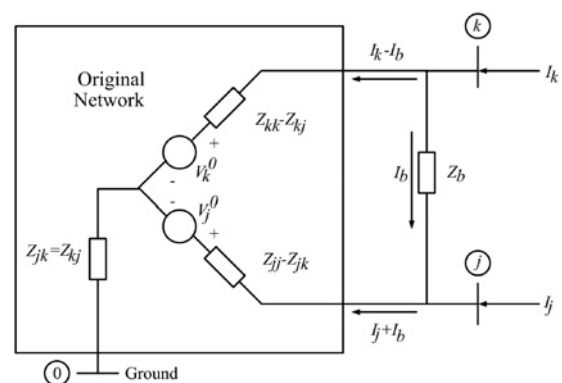 k
I_k-I_b
I_k
Original
Network
Z_kk-Z_kj
+
V_k^0
-
I_b
Z_b
-
V_j^0
+
Z_jk=Z_kj
Z_jj-Z_jk
j
I_j
I_j+I_b
0
Ground